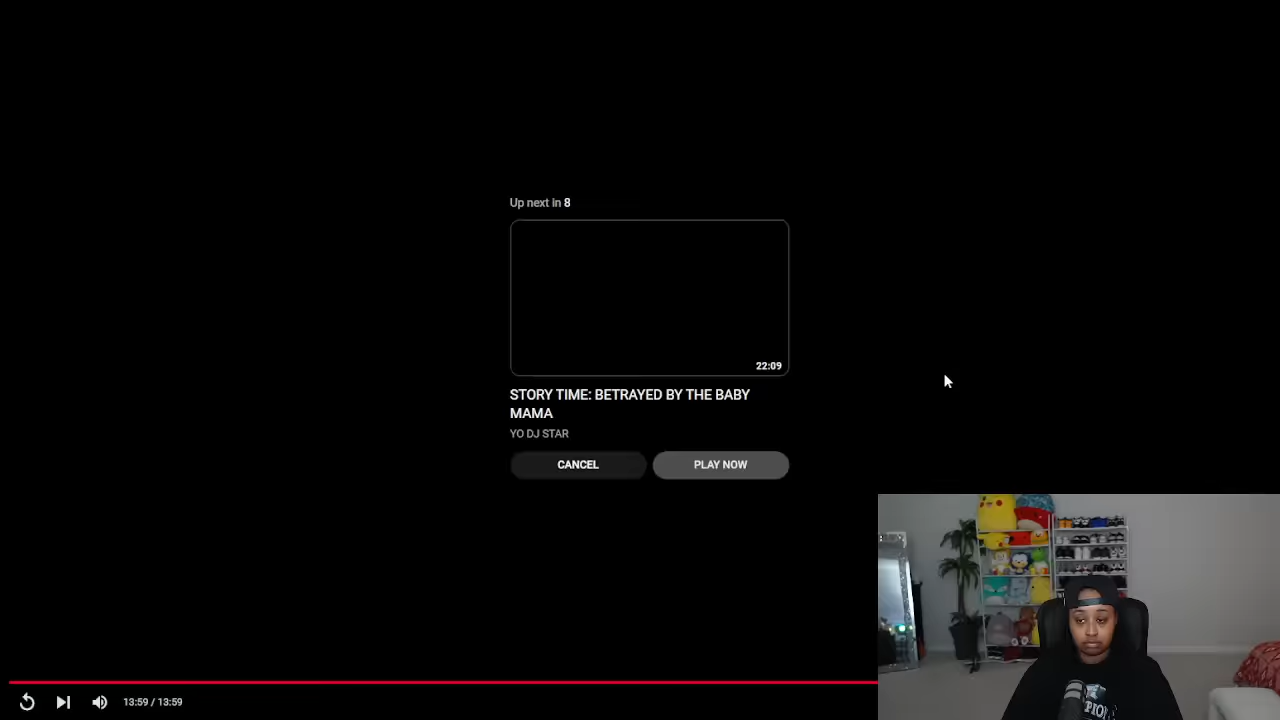 Up next in 8
22:09
STORY TIME: BETRAYED BY THE BABY
MAMA
YO DJ STAR
CANCEL
PLAY NOW
13:59 / 13:59